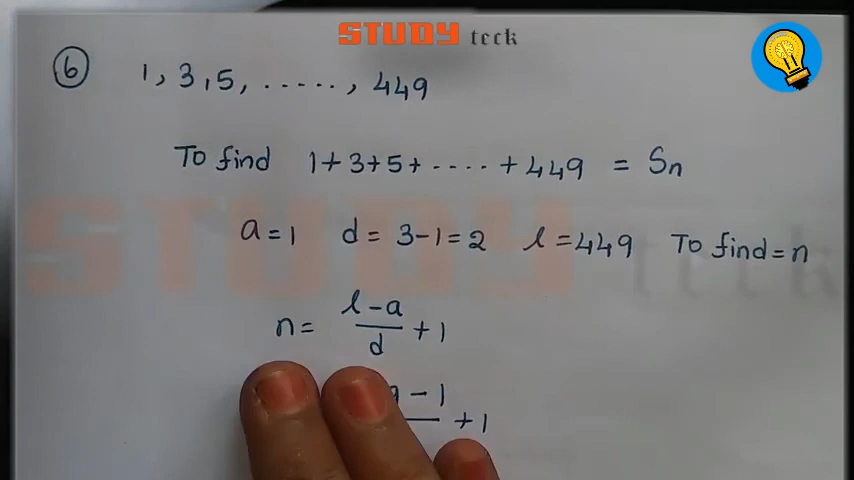 STUDY teck
6 1, 3, 5, ....., 449
To find 1+3+5+ ..... + 449 = Sn
a = 1 d = 3-1 = 2 l = 449 To find = n
n = l-a/d + 1
- 1 + 1